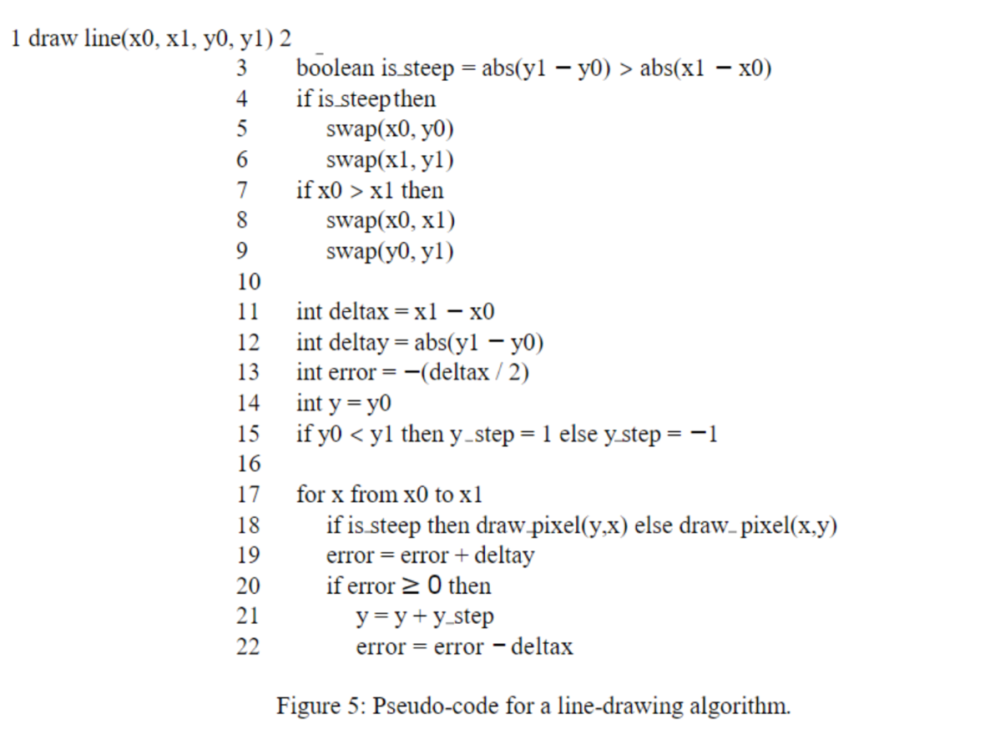 1 draw line(x0, x1, y0, y1) 2
3 boolean is_steep = abs(y1 − y0) > abs(x1 − x0)
4 if is_steep then
5 swap(x0, y0)
6 swap(x1, y1)
7 if x0 > x1 then
8 swap(x0, x1)
9 swap(y0, y1)
10
11 int deltax = x1 − x0
12 int deltay = abs(y1 − y0)
13 int error = −(deltax / 2)
14 int y = y0
15 if y0 < y1 then y_step = 1 else y_step = −1
16
17 for x from x0 to x1
18 if is_steep then draw_pixel(y,x) else draw_ pixel(x,y)
19 error = error + deltay
20 if error ≥ 0 then
21 y = y + y_step
22 error = error − deltax
Figure 5: Pseudo-code for a line-drawing algorithm.